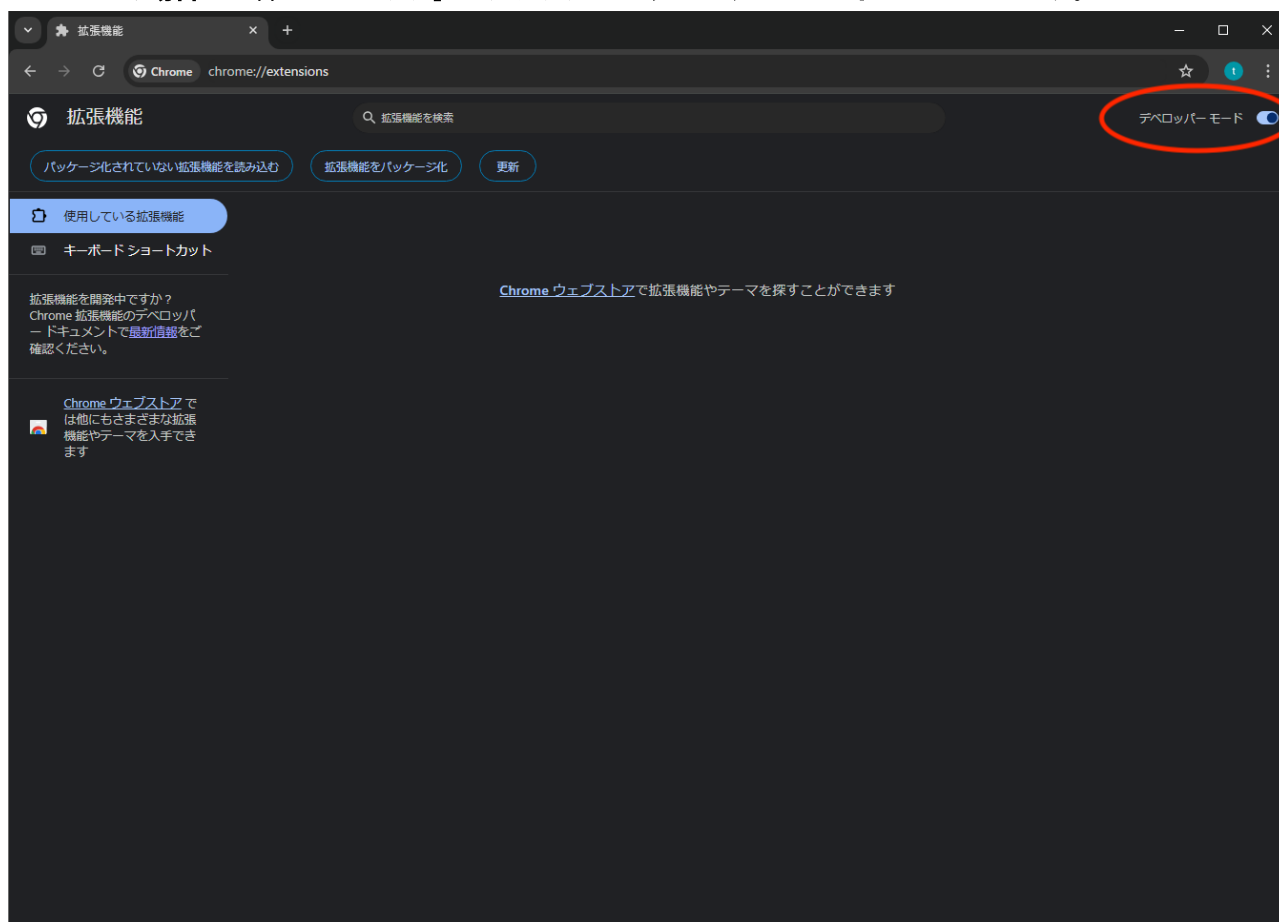 拡張機能
Chrome chrome://extensions
t
拡張機能
拡張機能を検索
デベロッパー モード
パッケージ化されていない拡張機能を読み込む
拡張機能をパッケージ化
更新
使用している拡張機能
キーボード ショートカット
Chrome ウェブストアで拡張機能やテーマを探すことができます
拡張機能を開発中ですか？
Chrome 拡張機能のデベロッパ
ー ドキュメントで最新情報をご
確認ください。
Chrome ウェブストア で
は他にもさまざまな拡張
機能やテーマを入手でき
ます